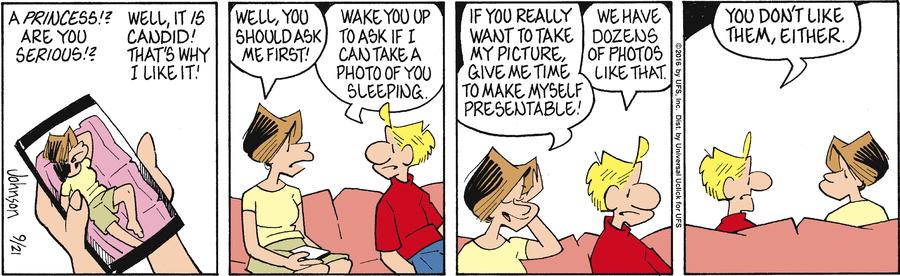 A PRINCESS!?
ARE YOU
SERIOUS!?
WELL, IT IS
CANDID!
THAT'S WHY
I LIKE IT!
Johnson 9/21
WELL, YOU
SHOULD ASK
ME FIRST!
WAKE YOU UP
TO ASK IF I
CAN TAKE A
PHOTO OF YOU
SLEEPING.
IF YOU REALLY
WANT TO TAKE
MY PICTURE,
GIVE ME TIME
TO MAKE MYSELF
PRESENTABLE!
WE HAVE
DOZENS
OF PHOTOS
LIKE THAT.
©2016 by UFS, Inc. Dist. by Universal Uclick for UFS
YOU DON'T LIKE
THEM, EITHER.